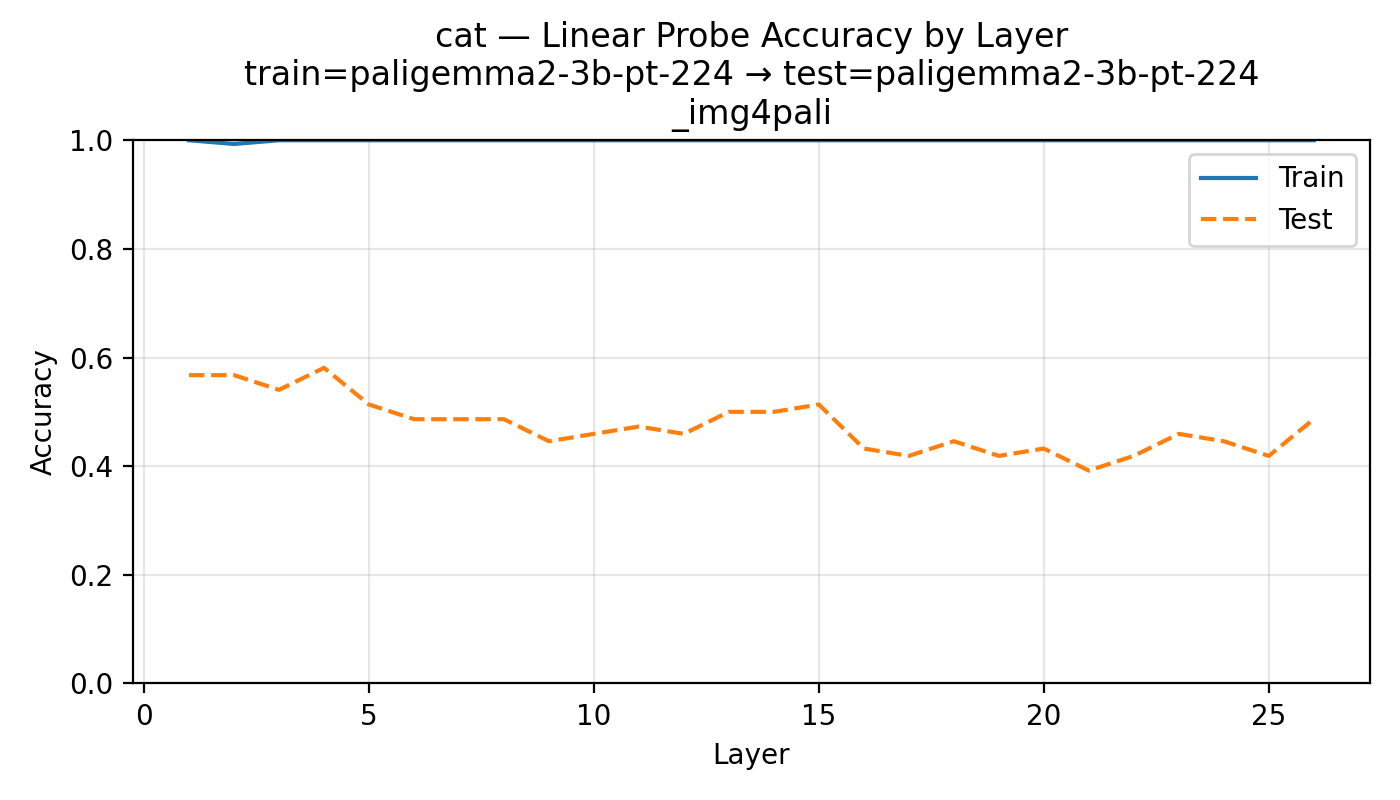 cat — Linear Probe Accuracy by Layer
train=paligemma2-3b-pt-224 → test=paligemma2-3b-pt-224
_img4pali
1.0
0.8
0.6
0.4
0.2
0.0
Accuracy
Train
Test
0 5 10 15 20 25
Layer